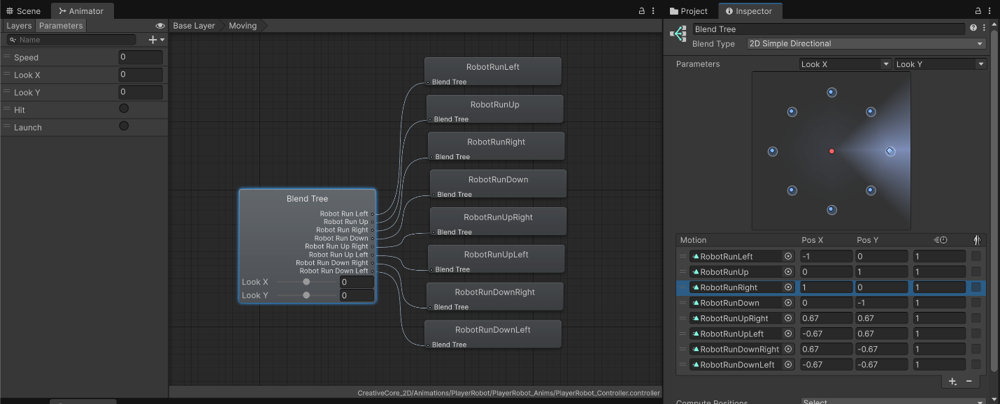 Scene
Animator
Layers
Parameters
Name
Speed
0
Look X
0
Look Y
0
Hit
Launch
Base Layer
Moving
RobotRunLeft
Blend Tree
RobotRunUp
Blend Tree
RobotRunRight
Blend Tree
RobotRunDown
Blend Tree
RobotRunUpRight
Blend Tree
RobotRunUpLeft
Blend Tree
RobotRunDownRight
Blend Tree
RobotRunDownLeft
Blend Tree
Blend Tree
Robot Run Left
Robot Run Up
Robot Run Right
Robot Run Down
Robot Run Up Right
Robot Run Up Left
Robot Run Down Right
Robot Run Down Left
Look X 0
Look Y 0
CreativeCore_2D/Animations/PlayerRobot/PlayerRobot_Anims/PlayerRobot_Controller.controller
Project
Inspector
Blend Tree
Blend Type 2D Simple Directional
Parameters Look X Look Y
Motion Pos X Pos Y
RobotRunLeft -1 0 1
RobotRunUp 0 1 1
RobotRunRight 1 0 1
RobotRunDown 0 -1 1
RobotRunUpRight 0.67 0.67 1
RobotRunUpLeft -0.67 0.67 1
RobotRunDownRight 0.67 -0.67 1
RobotRunDownLeft -0.67 -0.67 1
Compute Positions Select